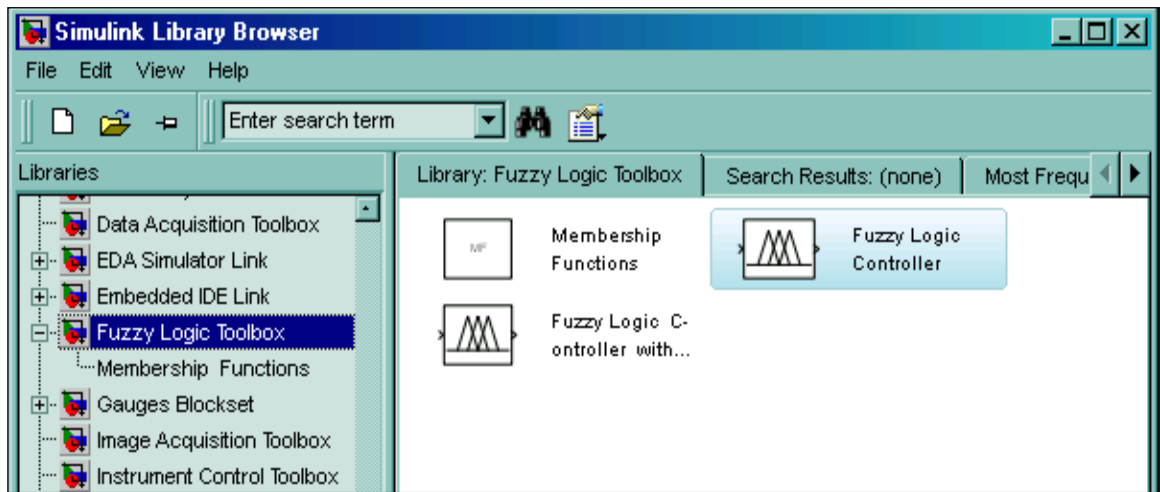 Simulink Library Browser
File Edit View Help
Enter search term
Libraries
Data Acquisition Toolbox
EDA Simulator Link
Embedded IDE Link
Fuzzy Logic Toolbox
Membership Functions
Gauges Blockset
Image Acquisition Toolbox
Instrument Control Toolbox
Library: Fuzzy Logic Toolbox
Search Results: (none)
Most Frequ
MF
Membership
Functions
Fuzzy Logic
Controller
Fuzzy Logic C-
ontroller with...